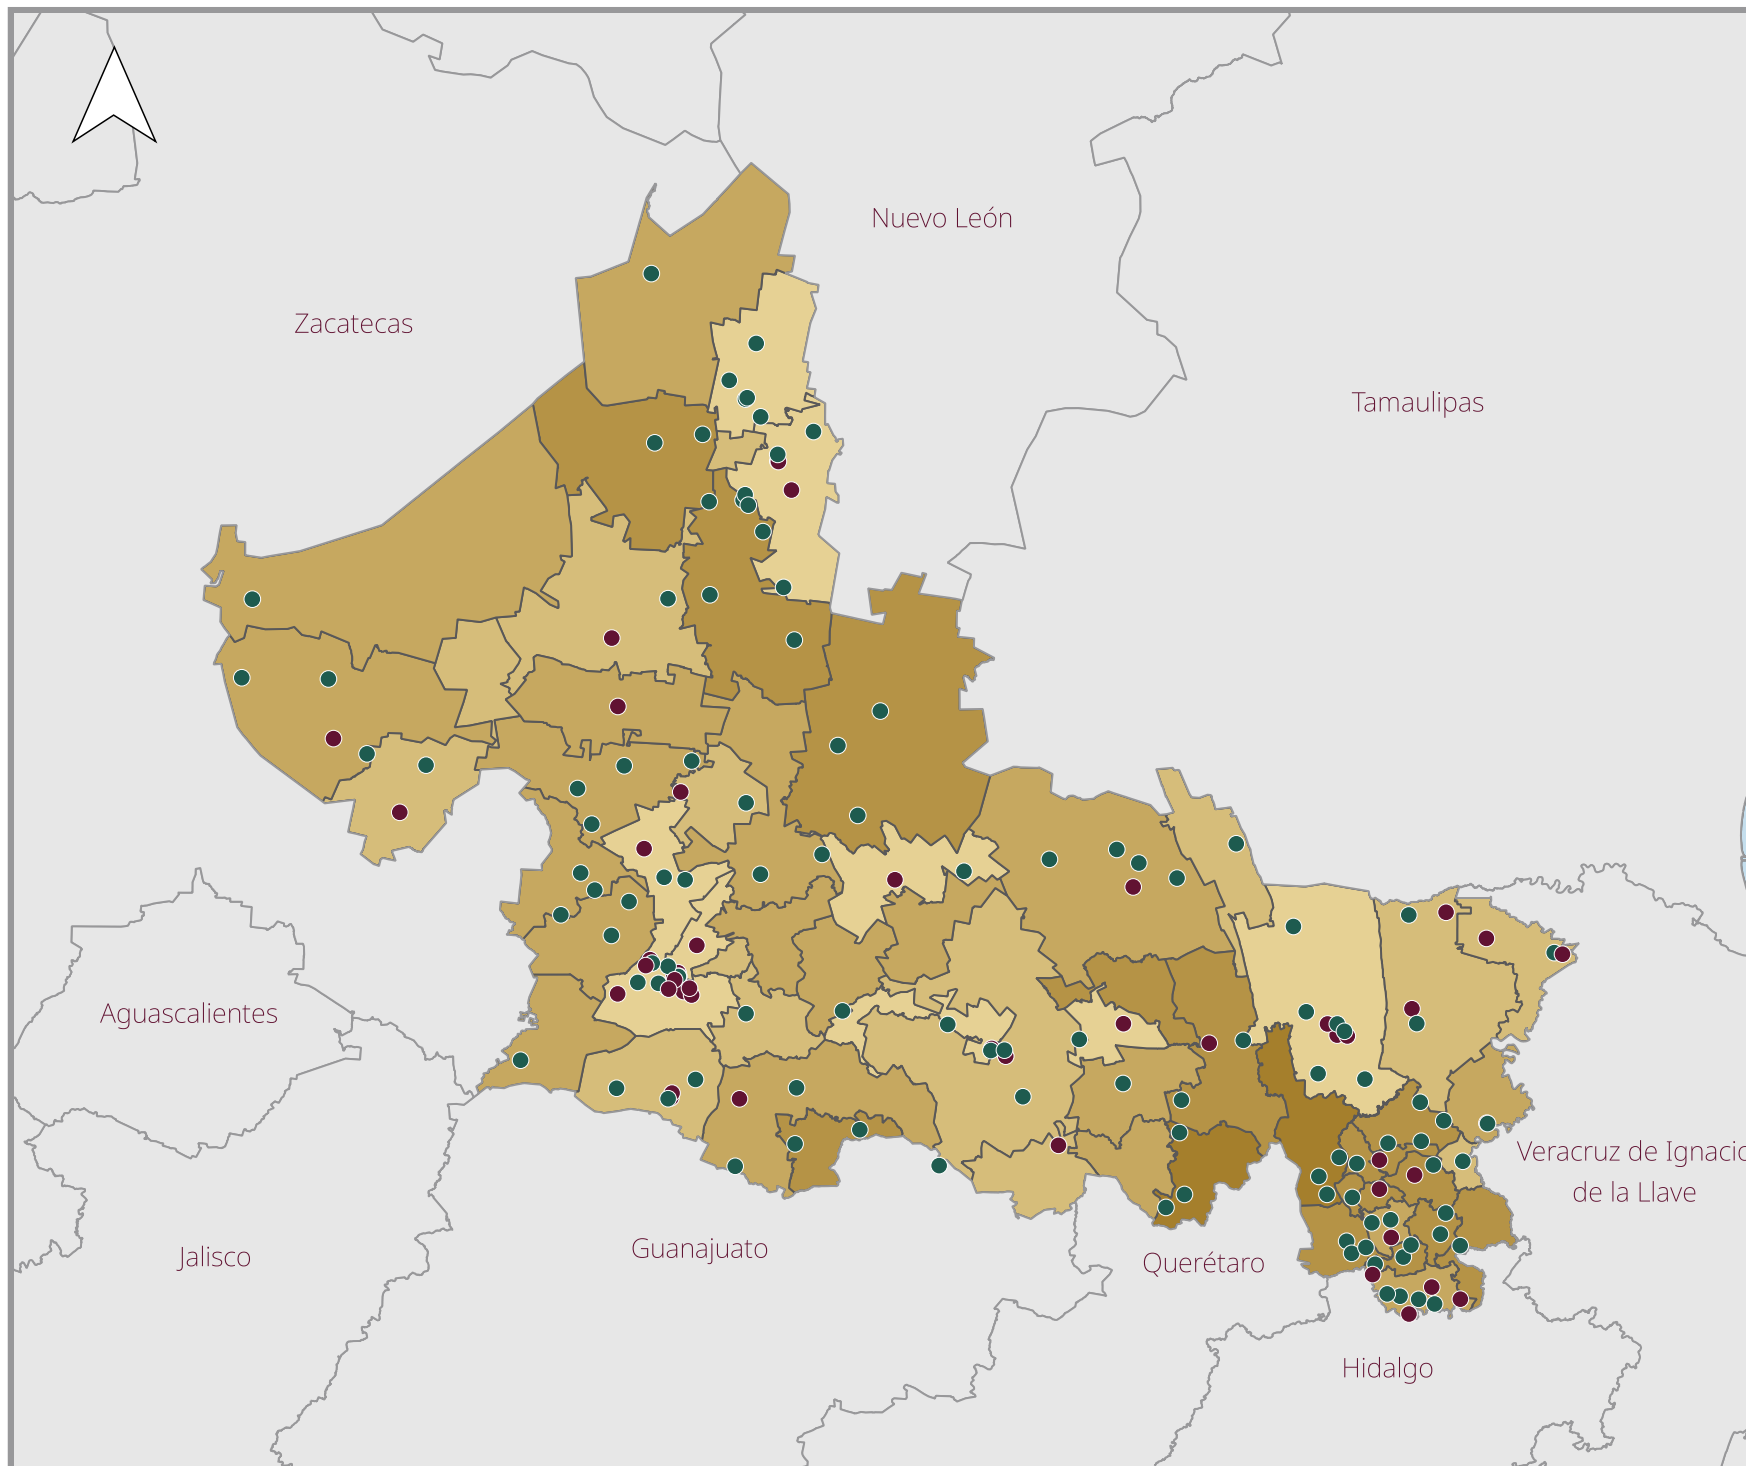 Nuevo León
Zacatecas
Tamaulipas
Aguascalientes
Veracruz de Ignacio
de la Llave
Jalisco
Guanajuato
Querétaro
Hidalgo